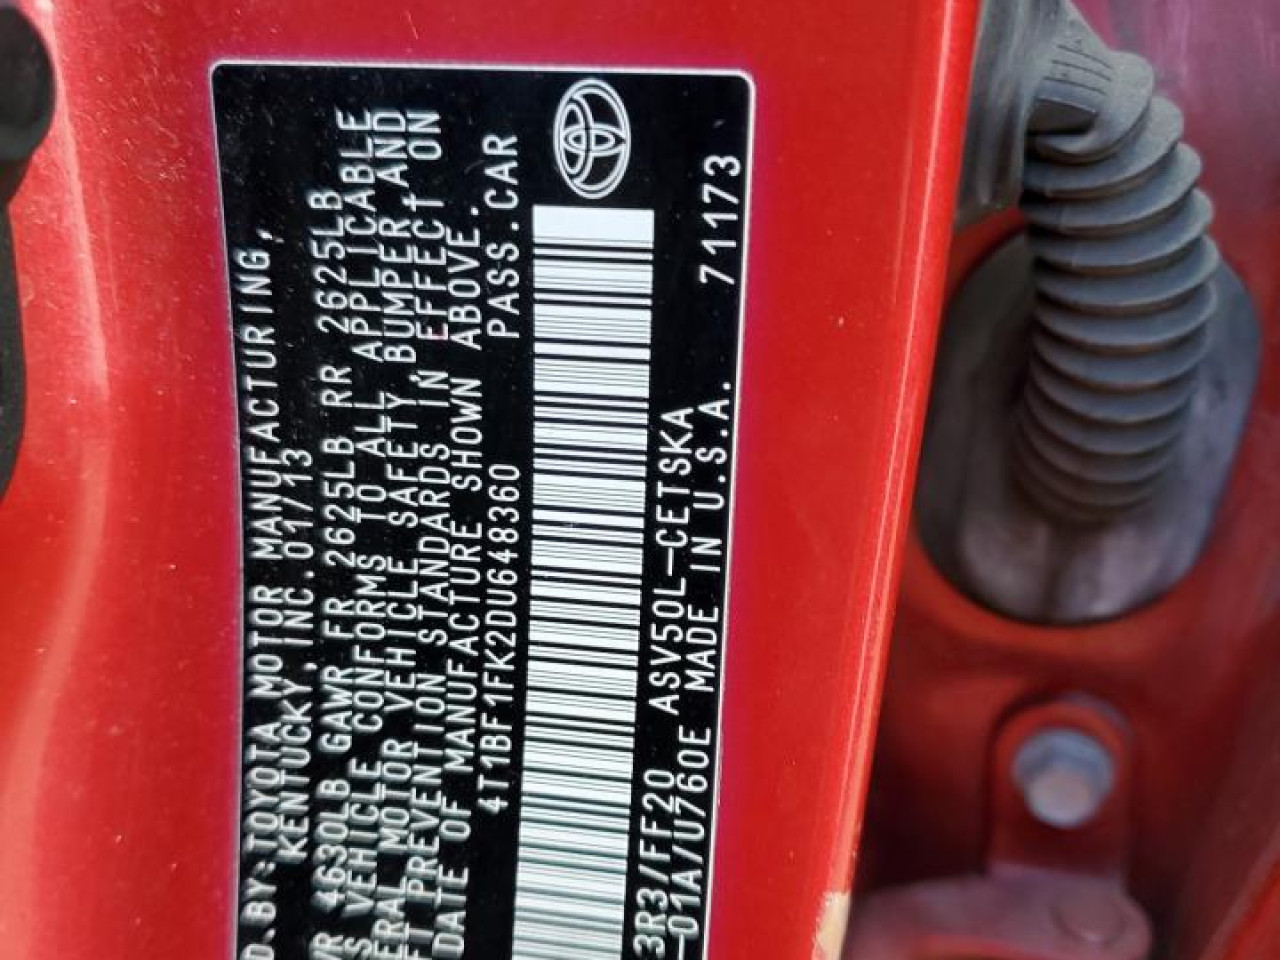 D.BY:TOYOTA MOTOR MANUFACTURING,
KENTUCKY, INC. 01/13
VR 4630LB GAWR FR 2625LB RR 2625LB
S VEHICLE CONFORMS TO ALL APPLICABLE
ERAL MOTOR VEHICLE SAFETY, BUMPER, AND
FT PREVENTION STANDARDS IN EFFECT ON
DATE OF MANUFACTURE SHOWN ABOVE.
4T1BF1FK2DU648360 PASS.CAR
3R3/FF20 ASV50L-CETSKA
-01A/U760E MADE IN U.S.A. 71173